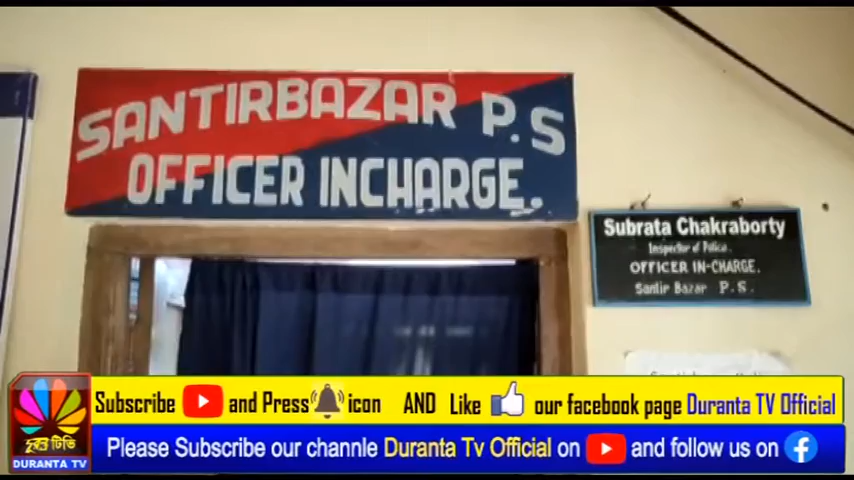 SANTIRBAZAR P.S
OFFICER INCHARGE.
Subrata Chakraborty
Inspector of Police.
OFFICER IN-CHARGE.
Santir Bazar P.S.
Subscribe and Press icon AND LIKE our facebook page Duranta TV Official
Please Subscribe our channle Duranta Tv Official on and follow us on
দুরন্ত টিভি
DURANTA TV